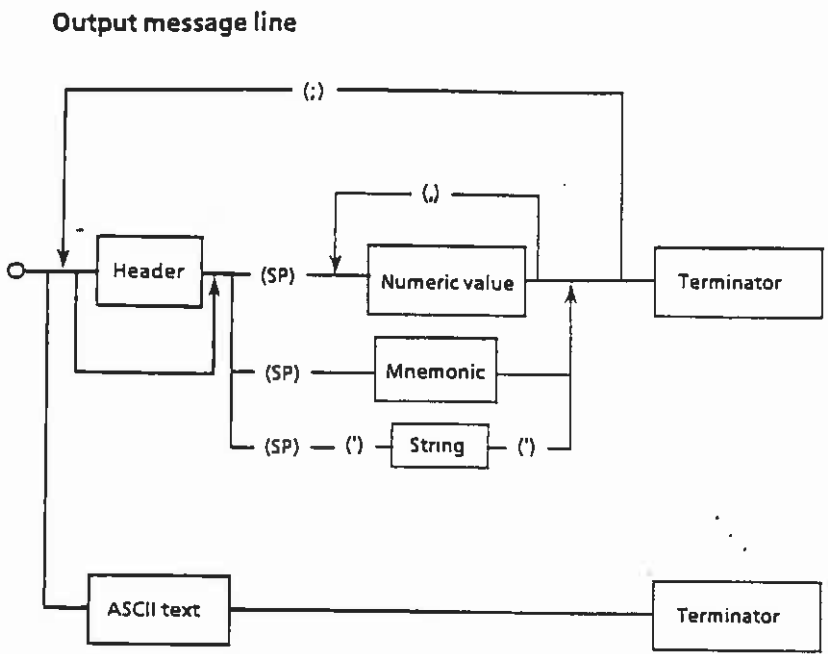 Output message line
(;)
(,)
Header
(SP)
Numeric value
Terminator
(SP)
Mnemonic
(SP)
(')
String
(')
ASCII text
Terminator